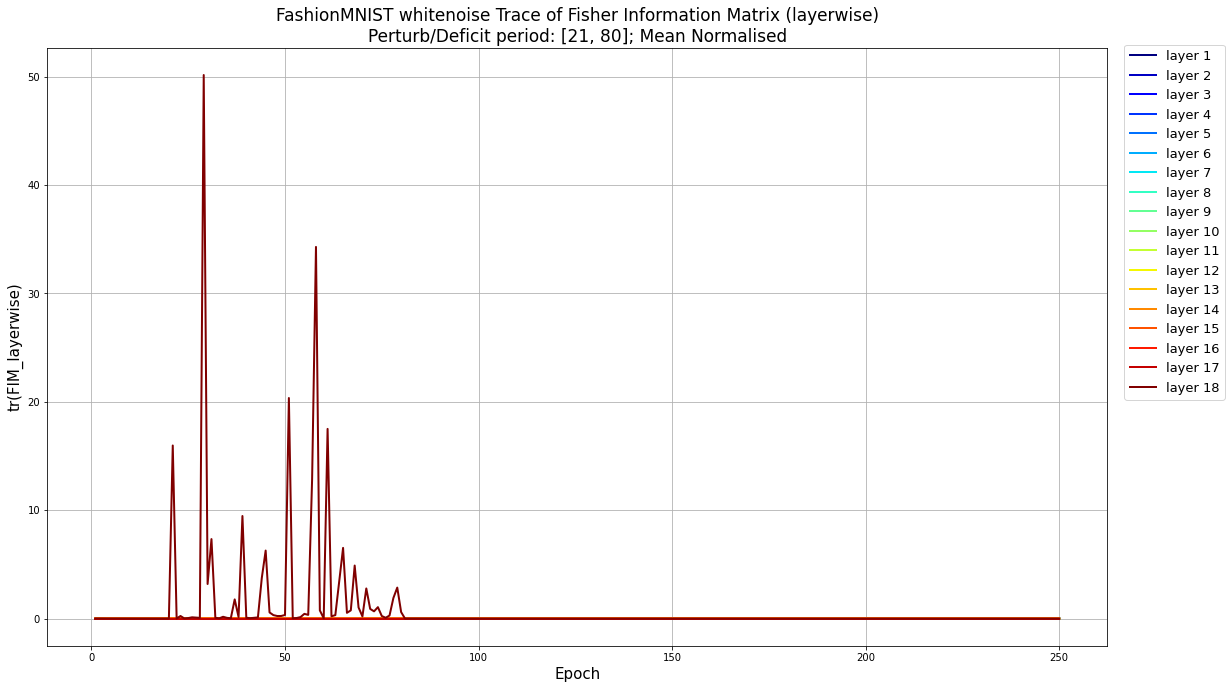 FashionMNIST whitenoise Trace of Fisher Information Matrix (layerwise)
Perturb/Deficit period: [21, 80]; Mean Normalised
tr(FIM_layerwise)
50
40
30
20
10
0
0 50 100 150 200 250
Epoch
layer 1
layer 2
layer 3
layer 4
layer 5
layer 6
layer 7
layer 8
layer 9
layer 10
layer 11
layer 12
layer 13
layer 14
layer 15
layer 16
layer 17
layer 18